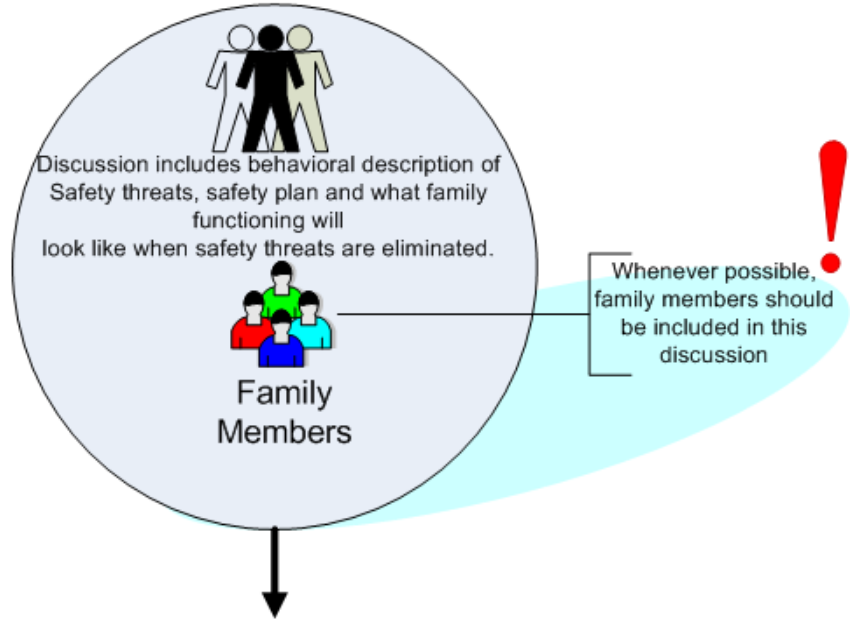 Discussion includes behavioral description of
Safety threats, safety plan and what family
functioning will
look like when safety threats are eliminated.
Family
Members
Whenever possible,
family members should
be included in this
discussion